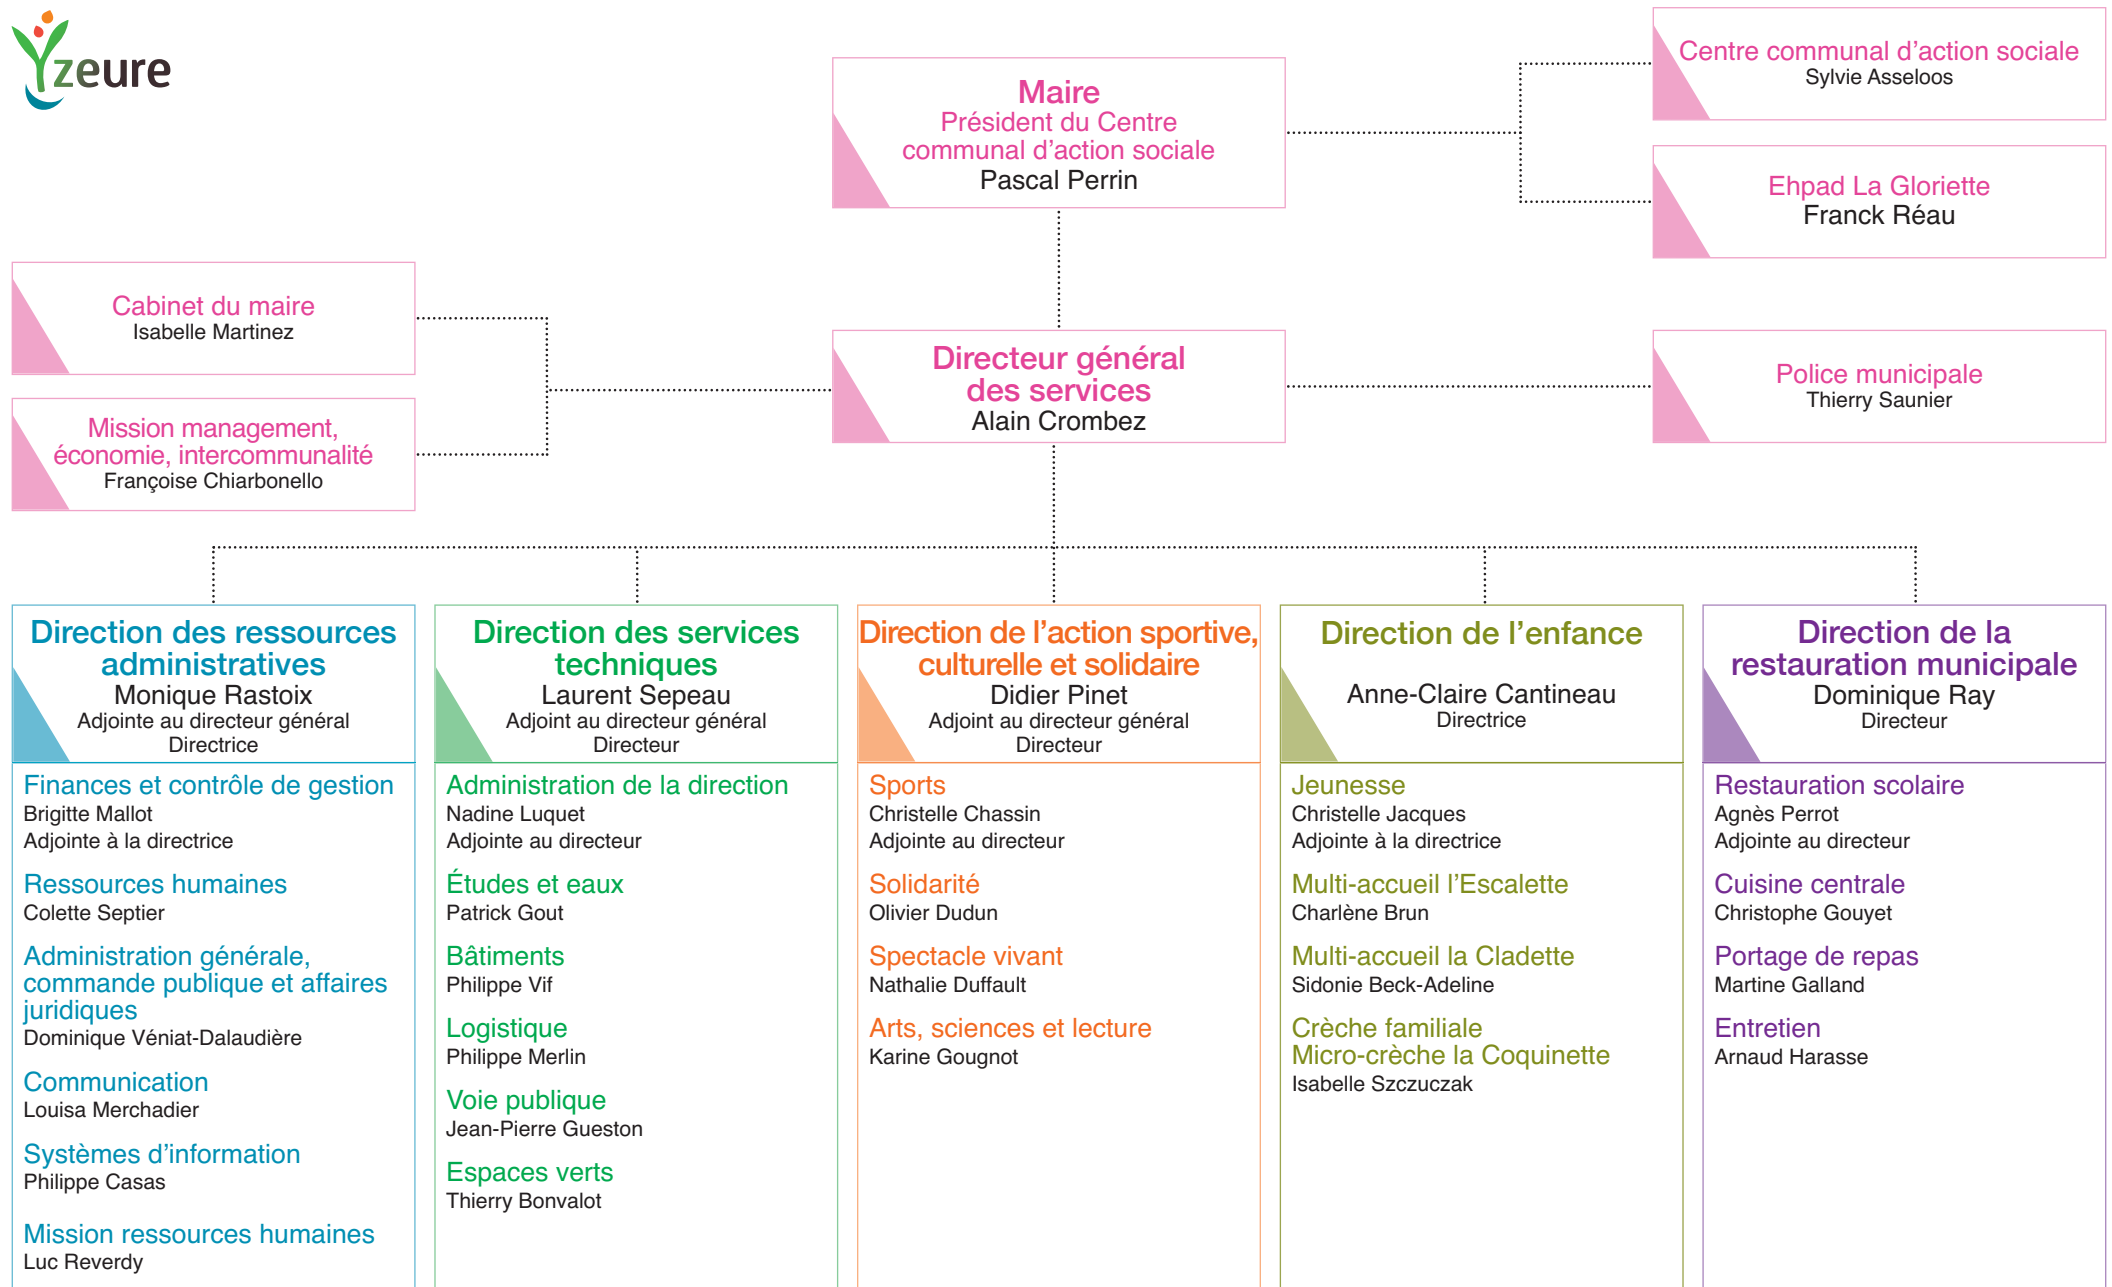 Yzeure
Maire
Président du Centre
communal d’action sociale
Pascal Perrin
Centre communal d’action sociale
Sylvie Asseloos
Ehpad La Gloriette
Franck Réau
Cabinet du maire
Isabelle Martinez
Mission management,
économie, intercommunalité
Françoise Chiarbonello
Directeur général
des services
Alain Crombez
Police municipale
Thierry Saunier
Direction des ressources
administratives
Monique Rastoix
Adjointe au directeur général
Directrice
Finances et contrôle de gestion
Brigitte Mallot
Adjointe à la directrice
Ressources humaines
Colette Septier
Administration générale,
commande publique et affaires
juridiques
Dominique Véniat-Dalaudière
Communication
Louisa Merchadier
Systèmes d’information
Philippe Casas
Mission ressources humaines
Luc Reverdy
Direction des services
techniques
Laurent Sepeau
Adjoint au directeur général
Directeur
Administration de la direction
Nadine Luquet
Adjointe au directeur
Études et eaux
Patrick Gout
Bâtiments
Philippe Vif
Logistique
Philippe Merlin
Voie publique
Jean-Pierre Gueston
Espaces verts
Thierry Bonvalot
Direction de l’action sportive,
culturelle et solidaire
Didier Pinet
Adjoint au directeur général
Directeur
Sports
Christelle Chassin
Adjointe au directeur
Solidarité
Olivier Dudun
Spectacle vivant
Nathalie Duffault
Arts, sciences et lecture
Karine Gougnot
Direction de l’enfance
Anne-Claire Cantineau
Directrice
Jeunesse
Christelle Jacques
Adjointe à la directrice
Multi-accueil l’Escalette
Charlène Brun
Multi-accueil la Cladette
Sidonie Beck-Adeline
Crèche familiale
Micro-crèche la Coquinette
Isabelle Szczuczak
Direction de la
restauration municipale
Dominique Ray
Directeur
Restauration scolaire
Agnès Perrot
Adjointe au directeur
Cuisine centrale
Christophe Gouyet
Portage de repas
Martine Galland
Entretien
Arnaud Harasse